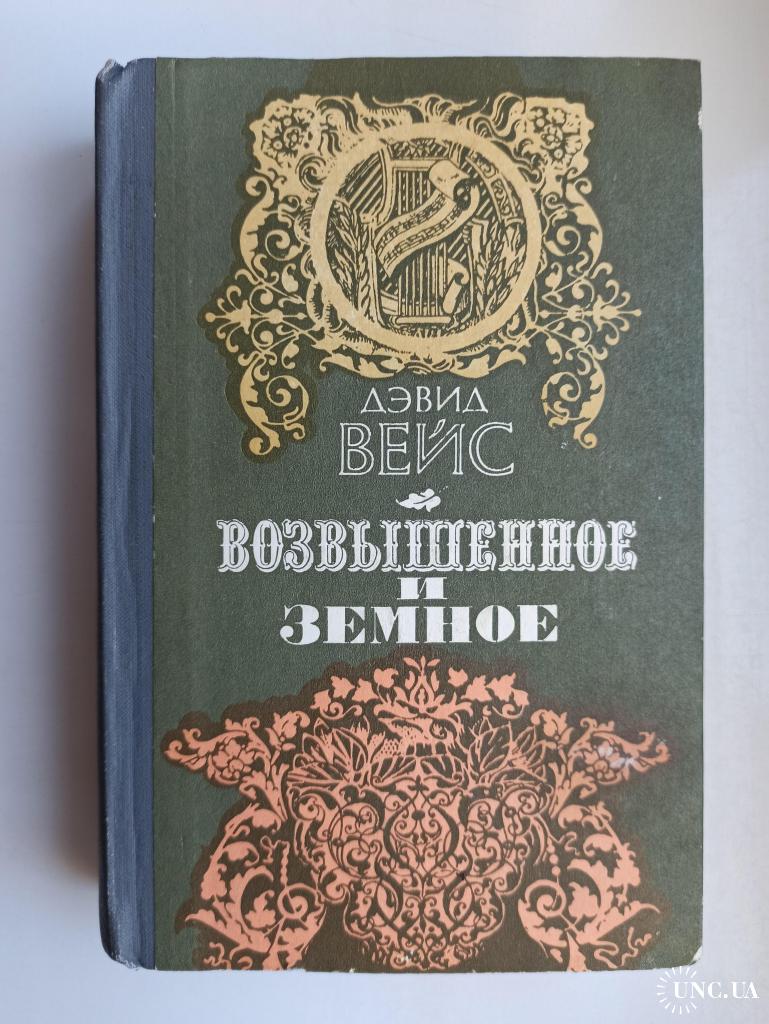 ДЭВИД
ВЕЙС
ВОЗВЫШЕННОЕ
И
ЗЕМНОЕ
UNC.UA